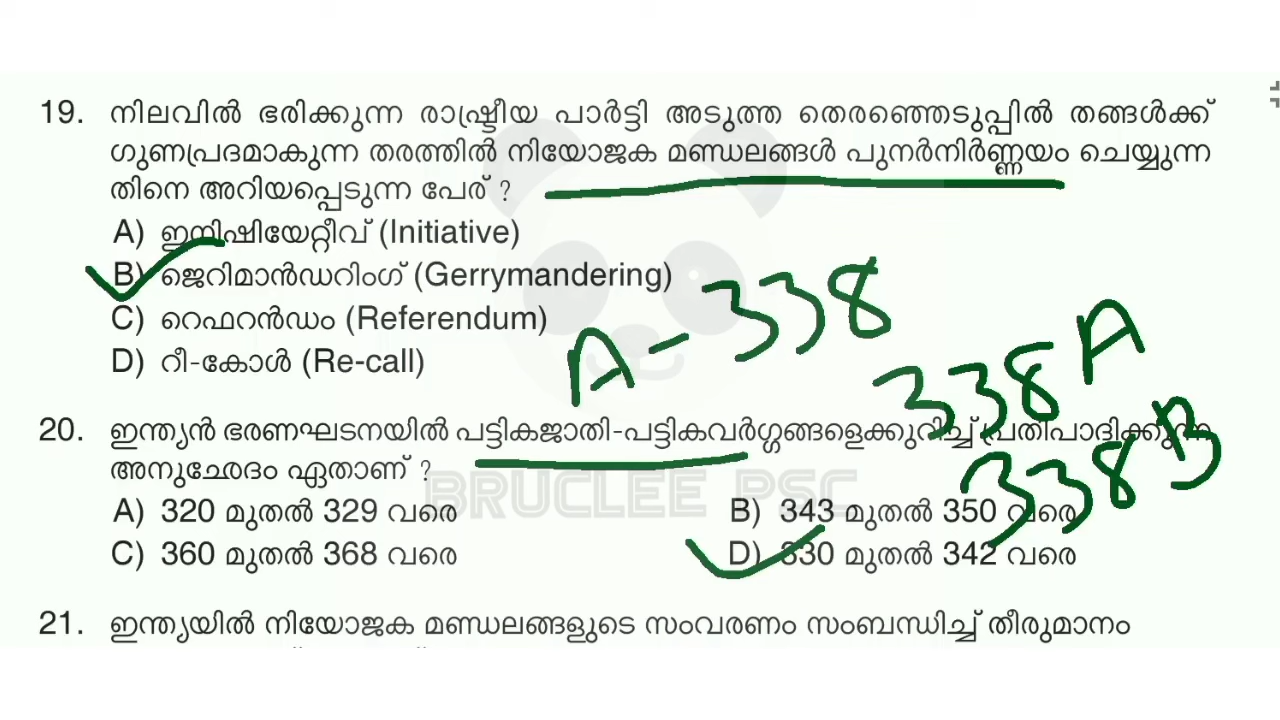 19. നിലവിൽ ഭരിക്കുന്ന രാഷ്ട്രീയ പാർട്ടി അടുത്ത തെരഞ്ഞെടുപ്പിൽ തങ്ങൾക്ക്
ഗുണപ്രദമാകുന്ന തരത്തിൽ നിയോജക മണ്ഡലങ്ങൾ പുനർനിർണ്ണയം ചെയ്യുന്ന
തിനെ അറിയപ്പെടുന്ന പേര് ?
A) ഇനിഷിയേറ്റീവ് (Initiative)
B) ജെറിമാൻഡറിംഗ് (Gerrymandering)
C) റെഫറൻഡം (Referendum)
D) റീ-കോൾ (Re-call)
A - 338
338 A
338 B
20. ഇന്ത്യൻ ഭരണഘടനയിൽ പട്ടികജാതി-പട്ടികവർഗ്ഗങ്ങളെക്കുറിച്ച് പ്രതിപാദിക്കുന്ന
അനുഛേദം ഏതാണ് ?
BRUCLEE PSC
A) 320 മുതൽ 329 വരെ B) 343 മുതൽ 350 വരെ
C) 360 മുതൽ 368 വരെ D) 330 മുതൽ 342 വരെ
21. ഇന്ത്യയിൽ നിയോജക മണ്ഡലങ്ങളുടെ സംവരണം സംബന്ധിച്ച് തീരുമാനം